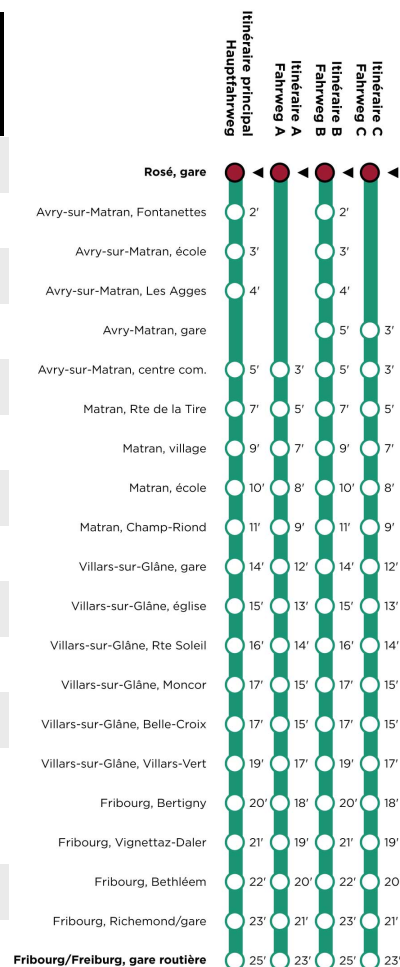 Itinéraire principal
Hauptfahrweg
Itinéraire A
Fahrweg A
Itinéraire B
Fahrweg B
Itinéraire C
Fahrweg C
Rosé, gare
Avry-sur-Matran, Fontanettes 2' 2'
Avry-sur-Matran, école 3' 3'
Avry-sur-Matran, Les Agges 4' 4'
Avry-Matran, gare 5' 3'
Avry-sur-Matran, centre com. 5' 3' 5' 3'
Matran, Rte de la Tire 7' 5' 7' 5'
Matran, village 9' 7' 9' 7'
Matran, école 10' 8' 10' 8'
Matran, Champ-Riond 11' 9' 11' 9'
Villars-sur-Glâne, gare 14' 12' 14' 12'
Villars-sur-Glâne, église 15' 13' 15' 13'
Villars-sur-Glâne, Rte Soleil 16' 14' 16' 14'
Villars-sur-Glâne, Moncor 17' 15' 17' 15'
Villars-sur-Glâne, Belle-Croix 17' 15' 17' 15'
Villars-sur-Glâne, Villars-Vert 19' 17' 19' 17'
Fribourg, Bertigny 20' 18' 20' 18'
Fribourg, Vignettaz-Daler 21' 19' 21' 19'
Fribourg, Bethléem 22' 20' 22' 20
Fribourg, Richemond/gare 23' 21' 23' 21'
Fribourg/Freiburg, gare routière 25' 23' 25' 23'